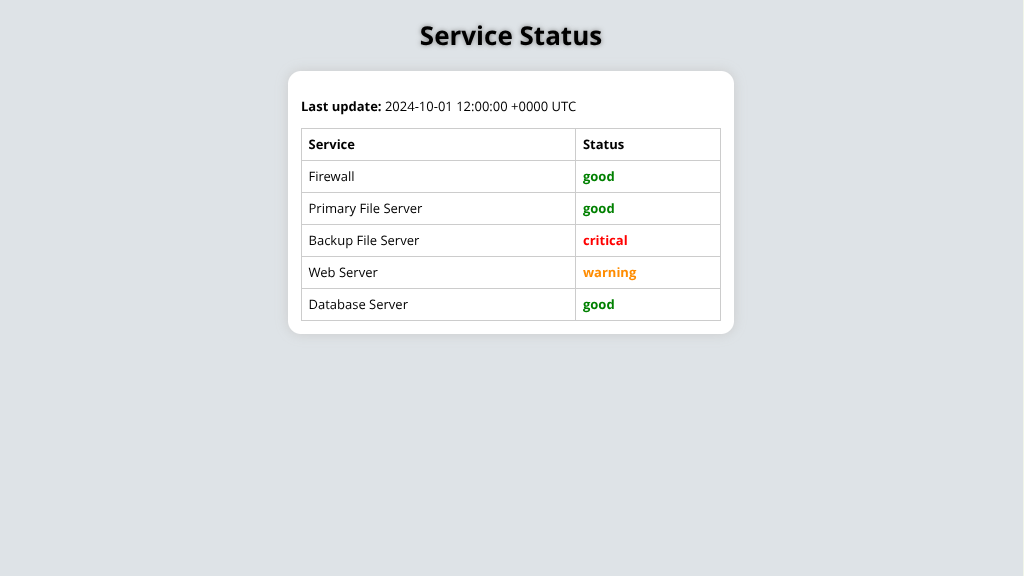 Service Status
Last update: 2024-10-01 12:00:00 +0000 UTC
Service Status
Firewall good
Primary File Server good
Backup File Server critical
Web Server warning
Database Server good